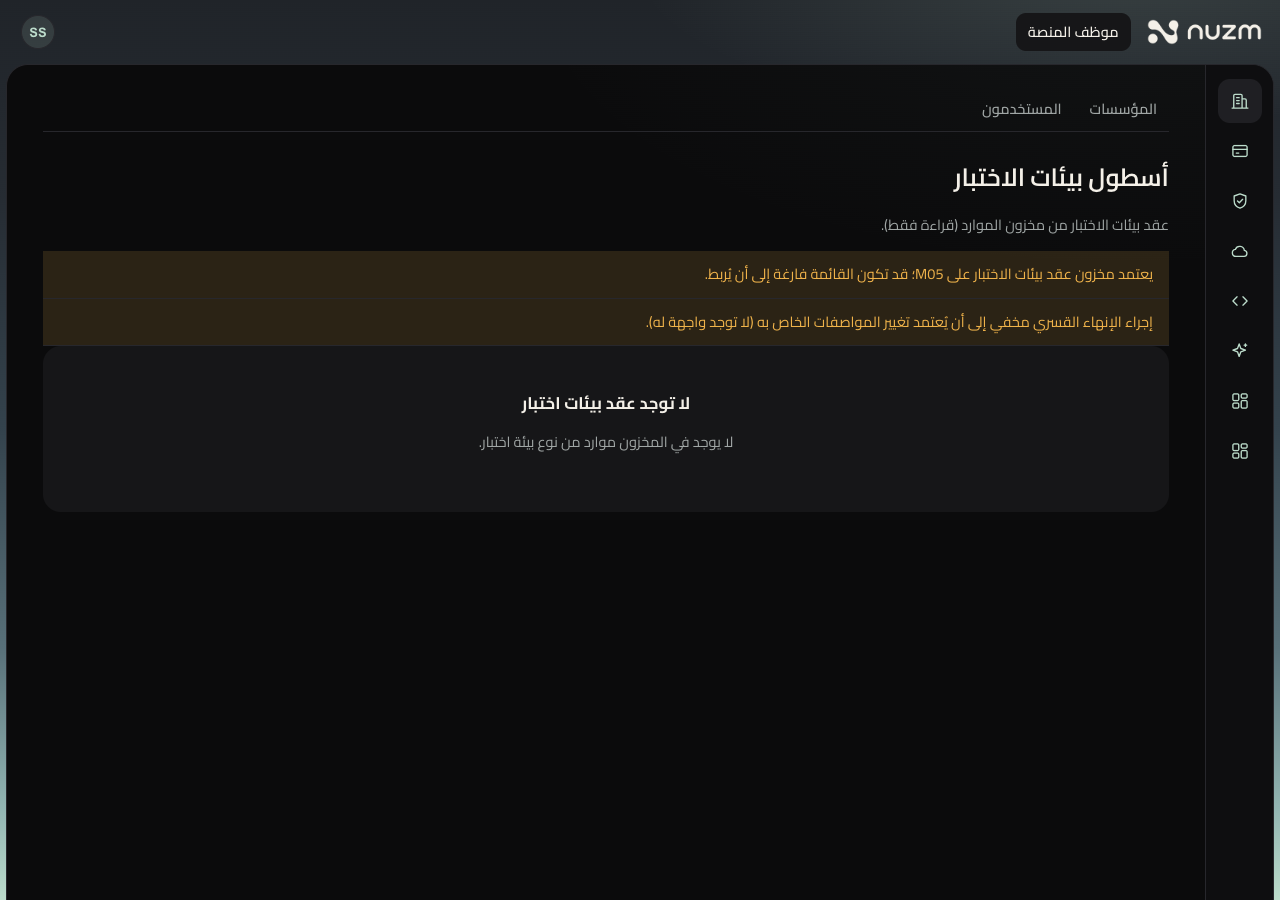 nuzm
موظف المنصة
SS
المؤسسات
المستخدمون
أسطول بيئات الاختبار
عقد بيئات الاختبار من مخزون الموارد (قراءة فقط).
يعتمد مخزون عقد بيئات الاختبار على M05؛ قد تكون القائمة فارغة إلى أن يُربط.
إجراء الإنهاء القسري مخفي إلى أن يُعتمد تغيير المواصفات الخاص به (لا توجد واجهة له).
لا توجد عقد بيئات اختبار
لا يوجد في المخزون موارد من نوع بيئة اختبار.